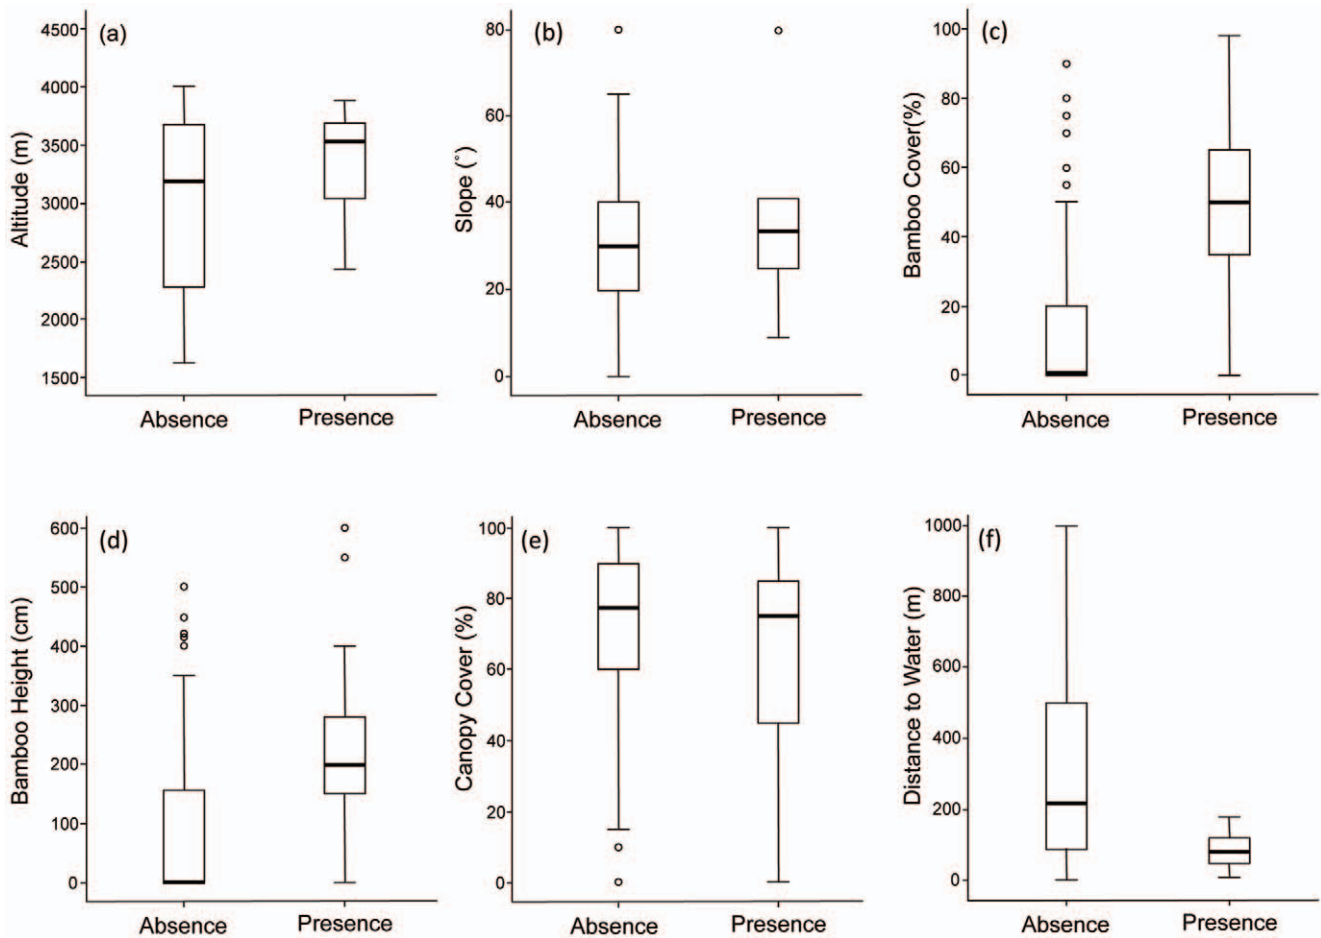 (a)
4500
4000
3500
3000
2500
2000
1500
Altitude (m)
Absence Presence
(b)
80
60
40
20
0
Slope (°)
Absence Presence
(c)
100
80
60
40
20
0
Bamboo Cover(%)
Absence Presence
(d)
600
500
400
300
200
100
0
Bamboo Height (cm)
Absence Presence
(e)
100
80
60
40
20
0
Canopy Cover (%)
Absence Presence
(f)
1000
800
600
400
200
0
Distance to Water (m)
Absence Presence